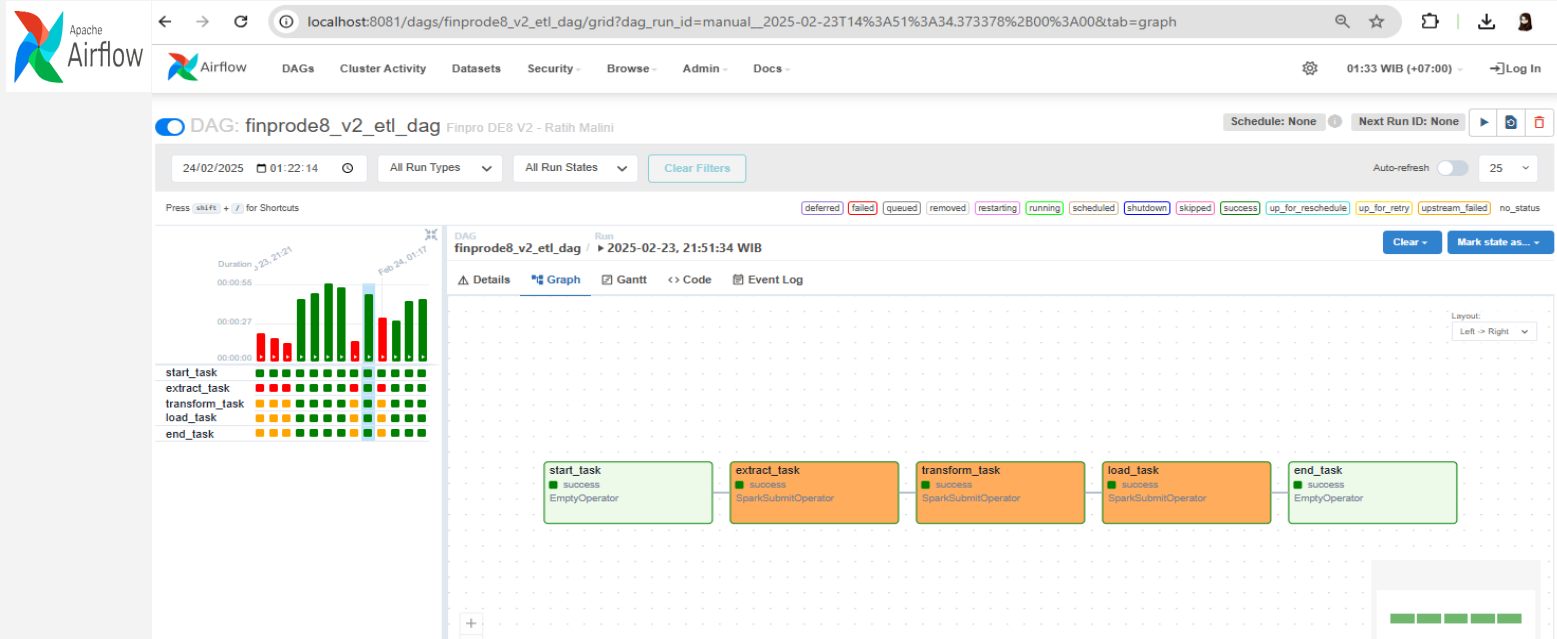 Apache
Airflow
localhost:8081/dags/finprode8_v2_etl_dag/grid?dag_run_id=manual__2025-02-23T14%3A51%3A34.373378%2B00%3A00&tab=graph
Airflow DAGs Cluster Activity Datasets Security Browse Admin Docs 01:33 WIB (+07:00) Log In
DAG: finprode8_v2_etl_dag Finpro DE8 V2 - Ratih Malini Schedule: None Next Run ID: None
24/02/2025 01:22:14 All Run Types All Run States Clear Filters Auto-refresh 25
Press shift + / for Shortcuts deferred failed queued removed restarting running scheduled shutdown skipped success up_for_reschedule up_for_retry upstream_failed no_status
DAG Run
finprode8_v2_etl_dag / 2025-02-23, 21:51:34 WIB Clear Mark state as...
Details Graph Gantt <> Code Event Log
Duration 23, 21:21 Feb 24, 01:17
00:00:55
00:00:27
00:00:00
start_task
extract_task
transform_task
load_task
end_task
Layout:
Left -> Right
start_task
success
EmptyOperator
extract_task
success
SparkSubmitOperator
transform_task
success
SparkSubmitOperator
load_task
success
SparkSubmitOperator
end_task
success
EmptyOperator
+